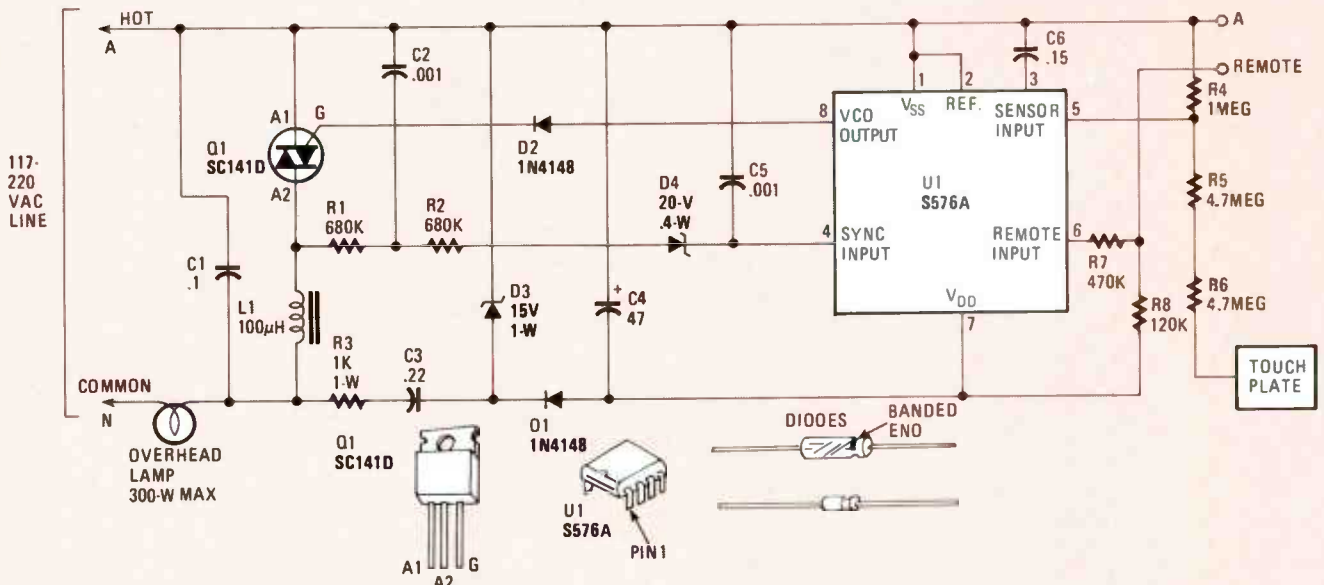 HOT
A
117-
220
VAC
LINE
COMMON
N
OVERHEAD
LAMP
300-W MAX
C1
.1
A1
G
Q1
SC141D
A2
L1
100µH
C2
.001
R1
680K
R2
680K
R3
1K
1-W
C3
.22
D2
1N4148
D3
15V
1-W
+
C4
47
D4
20-V
.4-W
C5
.001
O1
1N4148
8
VCO
OUTPUT
1
VSS
2
REF.
3
SENSOR
INPUT
5
U1
S576A
4
SYNC
INPUT
REMOTE
INPUT
6
VDD
7
C6
.15
A
REMOTE
R4
1MEG
R5
4.7MEG
R6
4.7MEG
R7
470K
R8
120K
TOUCH
PLATE
Q1
SC141D
A1
A2
G
U1
S576A
PIN1
DIODES
BANDED
ENO